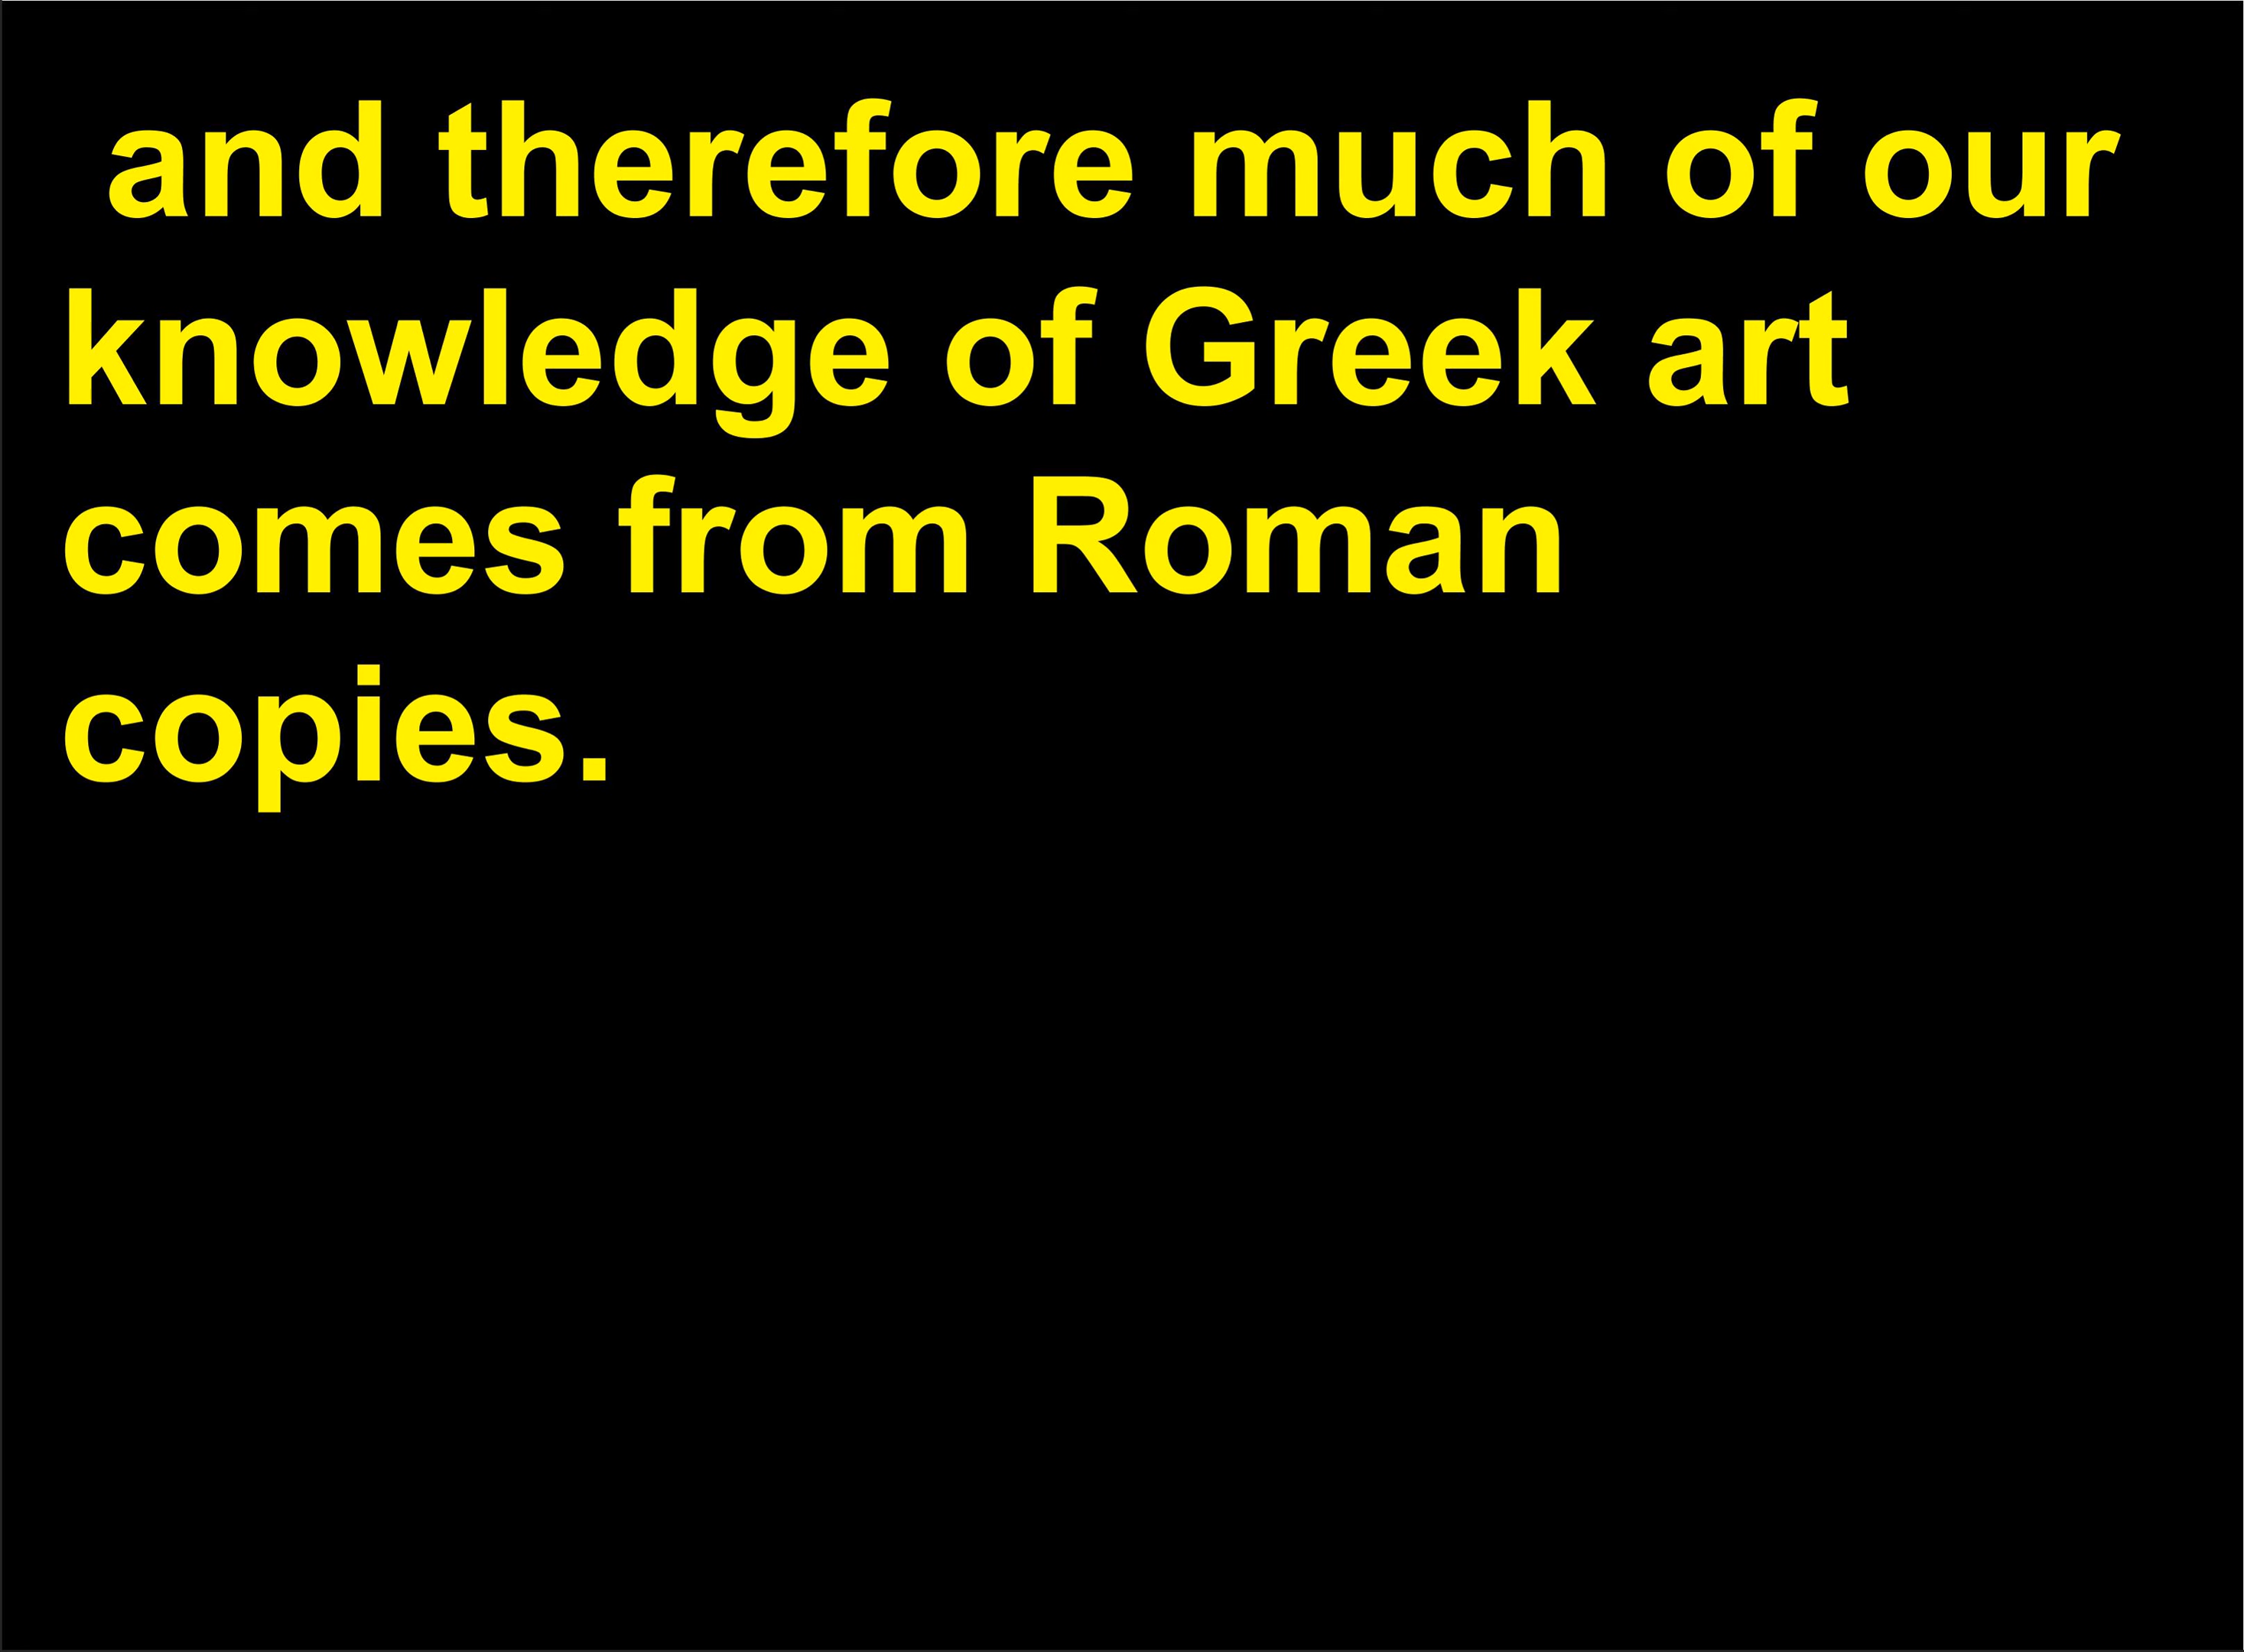 and therefore much of our
knowledge of Greek art
comes from Roman
copies.